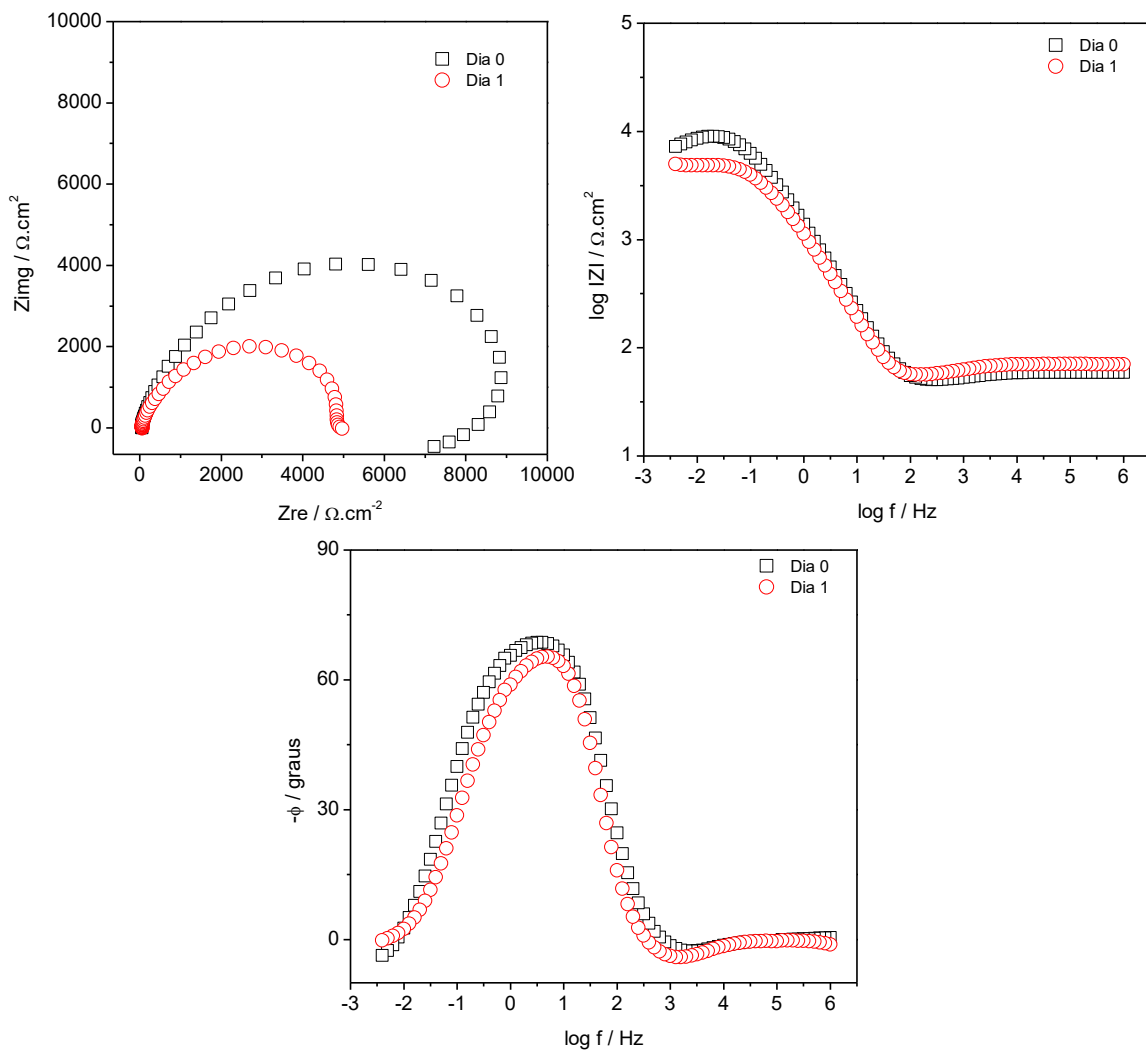 10000
8000
6000
4000
2000
0
Zimg / Ω.cm²
0 2000 4000 6000 8000 10000
Zre / Ω.cm⁻²
Dia 0
Dia 1
5
4
3
2
1
log |Z| / Ω.cm²
-3 -2 -1 0 1 2 3 4 5 6
log f / Hz
Dia 0
Dia 1
90
60
30
0
-ϕ / graus
-3 -2 -1 0 1 2 3 4 5 6
log f / Hz
Dia 0
Dia 1